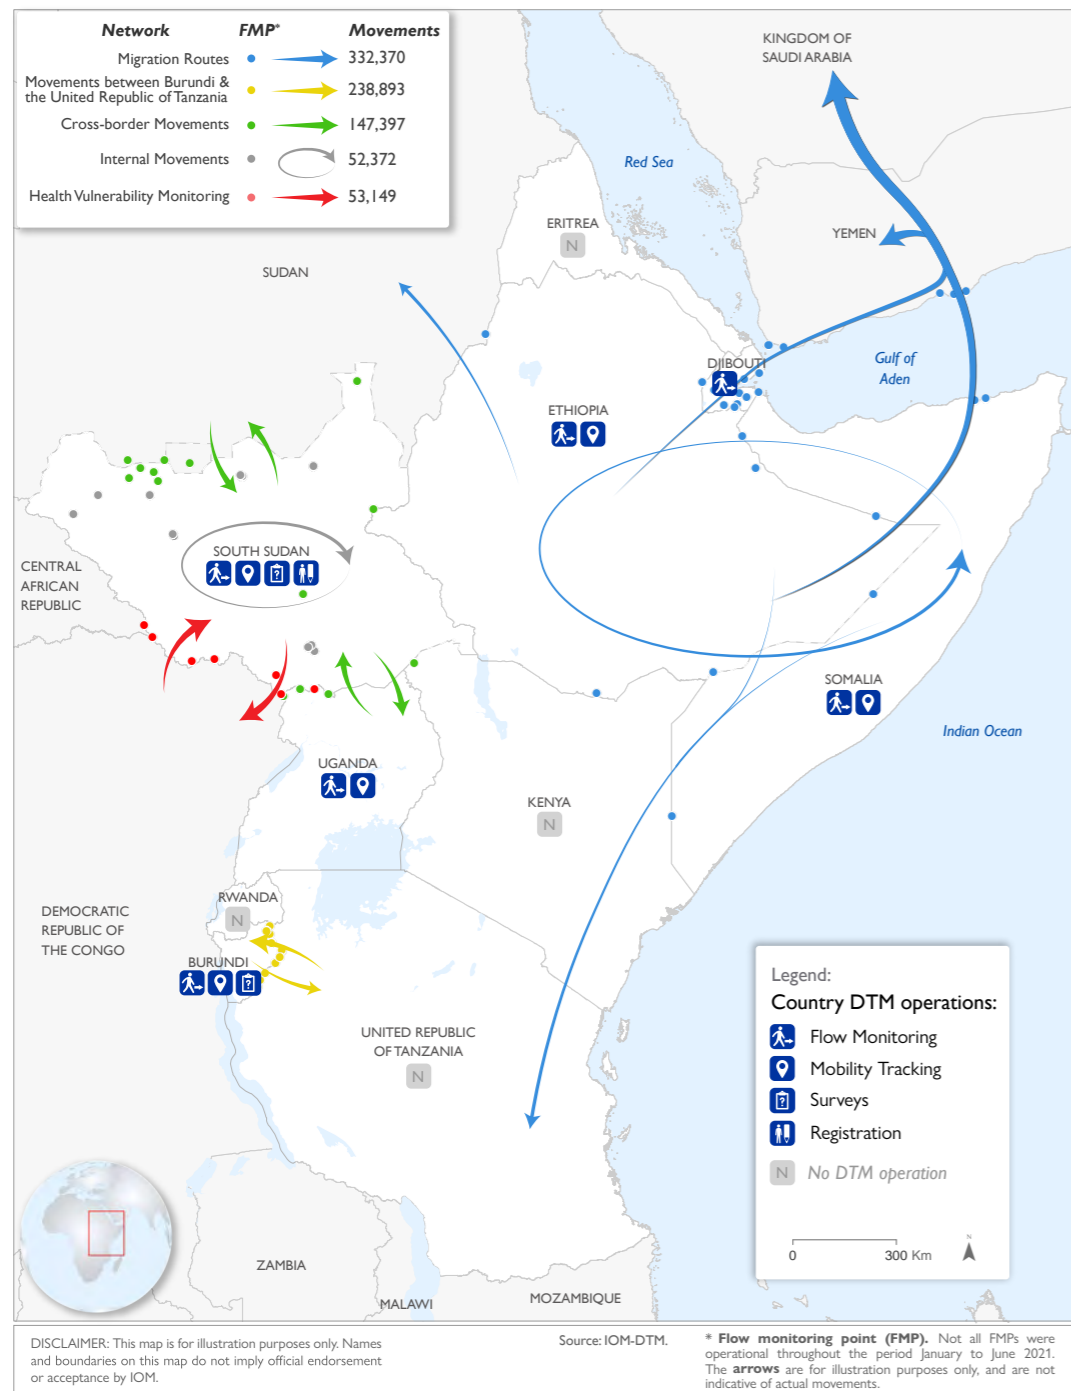 Network FMP* Movements
Migration Routes 332,370
Movements between Burundi &
the United Republic of Tanzania 238,893
Cross-border Movements 147,397
Internal Movements 52,372
Health Vulnerability Monitoring 53,149
KINGDOM OF
SAUDI ARABIA
Red Sea
ERITREA
N
YEMEN
SUDAN
DJIBOUTI
Gulf of
Aden
ETHIOPIA
SOUTH SUDAN
CENTRAL
AFRICAN
REPUBLIC
SOMALIA
Indian Ocean
UGANDA
KENYA
N
RWANDA
N
DEMOCRATIC
REPUBLIC OF
THE CONGO
BURUNDI
UNITED REPUBLIC
OF TANZANIA
N
ZAMBIA
MALAWI
MOZAMBIQUE
Legend:
Country DTM operations:
Flow Monitoring
Mobility Tracking
? Surveys
Registration
N No DTM operation
0 300 Km
N
DISCLAIMER: This map is for illustration purposes only. Names
and boundaries on this map do not imply official endorsement
or acceptance by IOM.
Source: IOM-DTM.
* Flow monitoring point (FMP). Not all FMPs were
operational throughout the period January to June 2021.
The arrows are for illustration purposes only, and are not
indicative of actual movements.